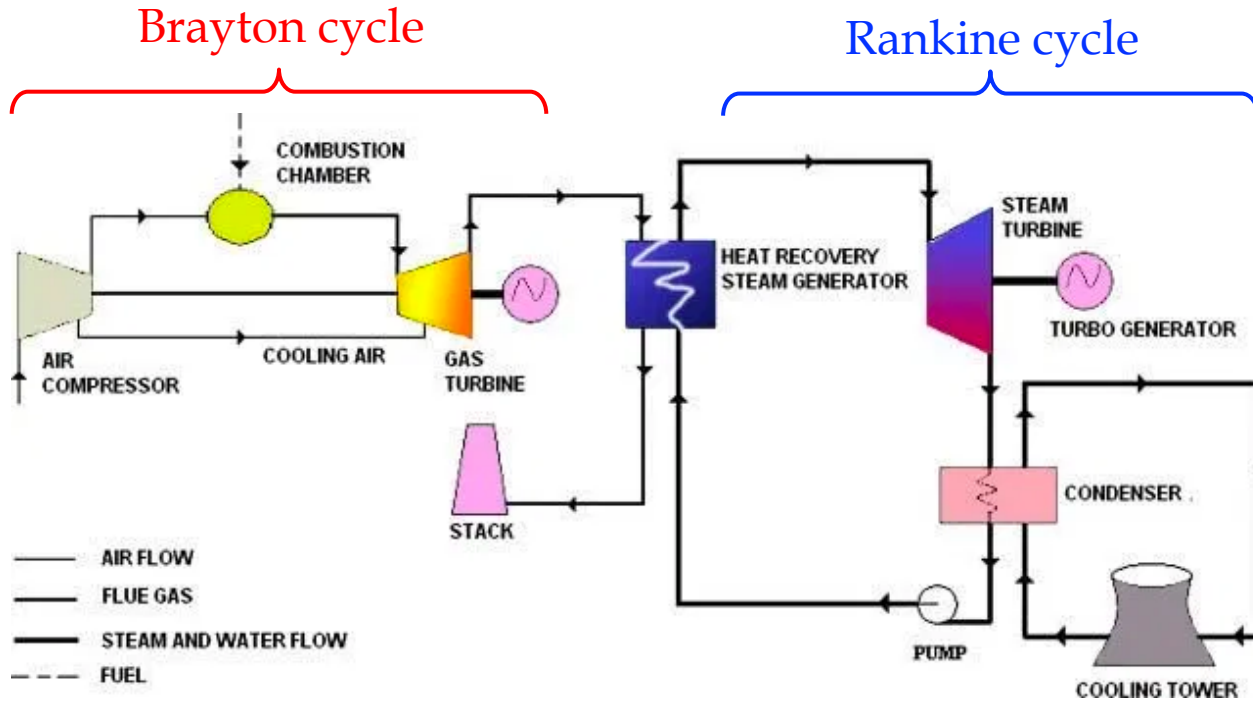 Brayton cycle
Rankine cycle
COMBUSTION
CHAMBER
STEAM
TURBINE
HEAT RECOVERY
STEAM GENERATOR
TURBO GENERATOR
COOLING AIR
AIR
COMPRESSOR
GAS
TURBINE
CONDENSER .
STACK
AIR FLOW
FLUE GAS
STEAM AND WATER FLOW
FUEL
PUMP
COOLING TOWER